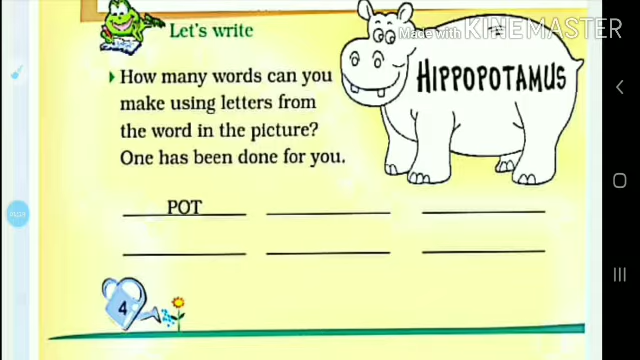 Made with KINEMASTER
Let's write
How many words can you
make using letters from
the word in the picture?
One has been done for you.
HIPPOPOTAMUS
POT
4